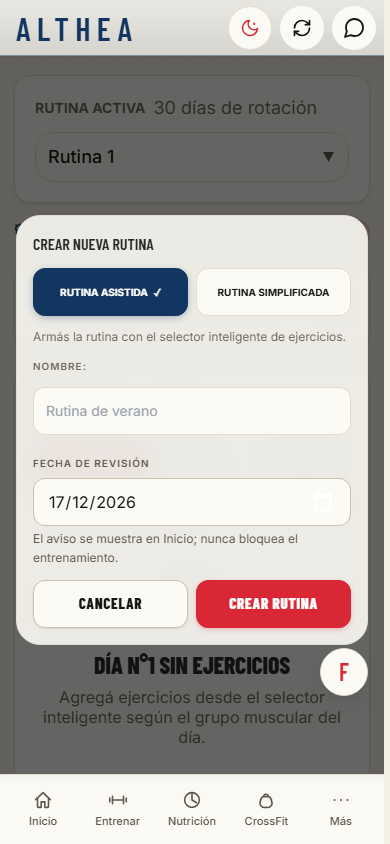 ALTHEA
RUTINA ACTIVA 30 días de rotación
Rutina 1
CREAR NUEVA RUTINA
RUTINA ASISTIDA ✓
RUTINA SIMPLIFICADA
Armás la rutina con el selector inteligente de ejercicios.
NOMBRE:
Rutina de verano
FECHA DE REVISIÓN
17/12/2026
El aviso se muestra en Inicio; nunca bloquea el
entrenamiento.
CANCELAR
CREAR RUTINA
DÍA N°1 SIN EJERCICIOS
F
Agregá ejercicios desde el selector
inteligente según el grupo muscular del
día.
Inicio
Entrenar
Nutrición
CrossFit
Más